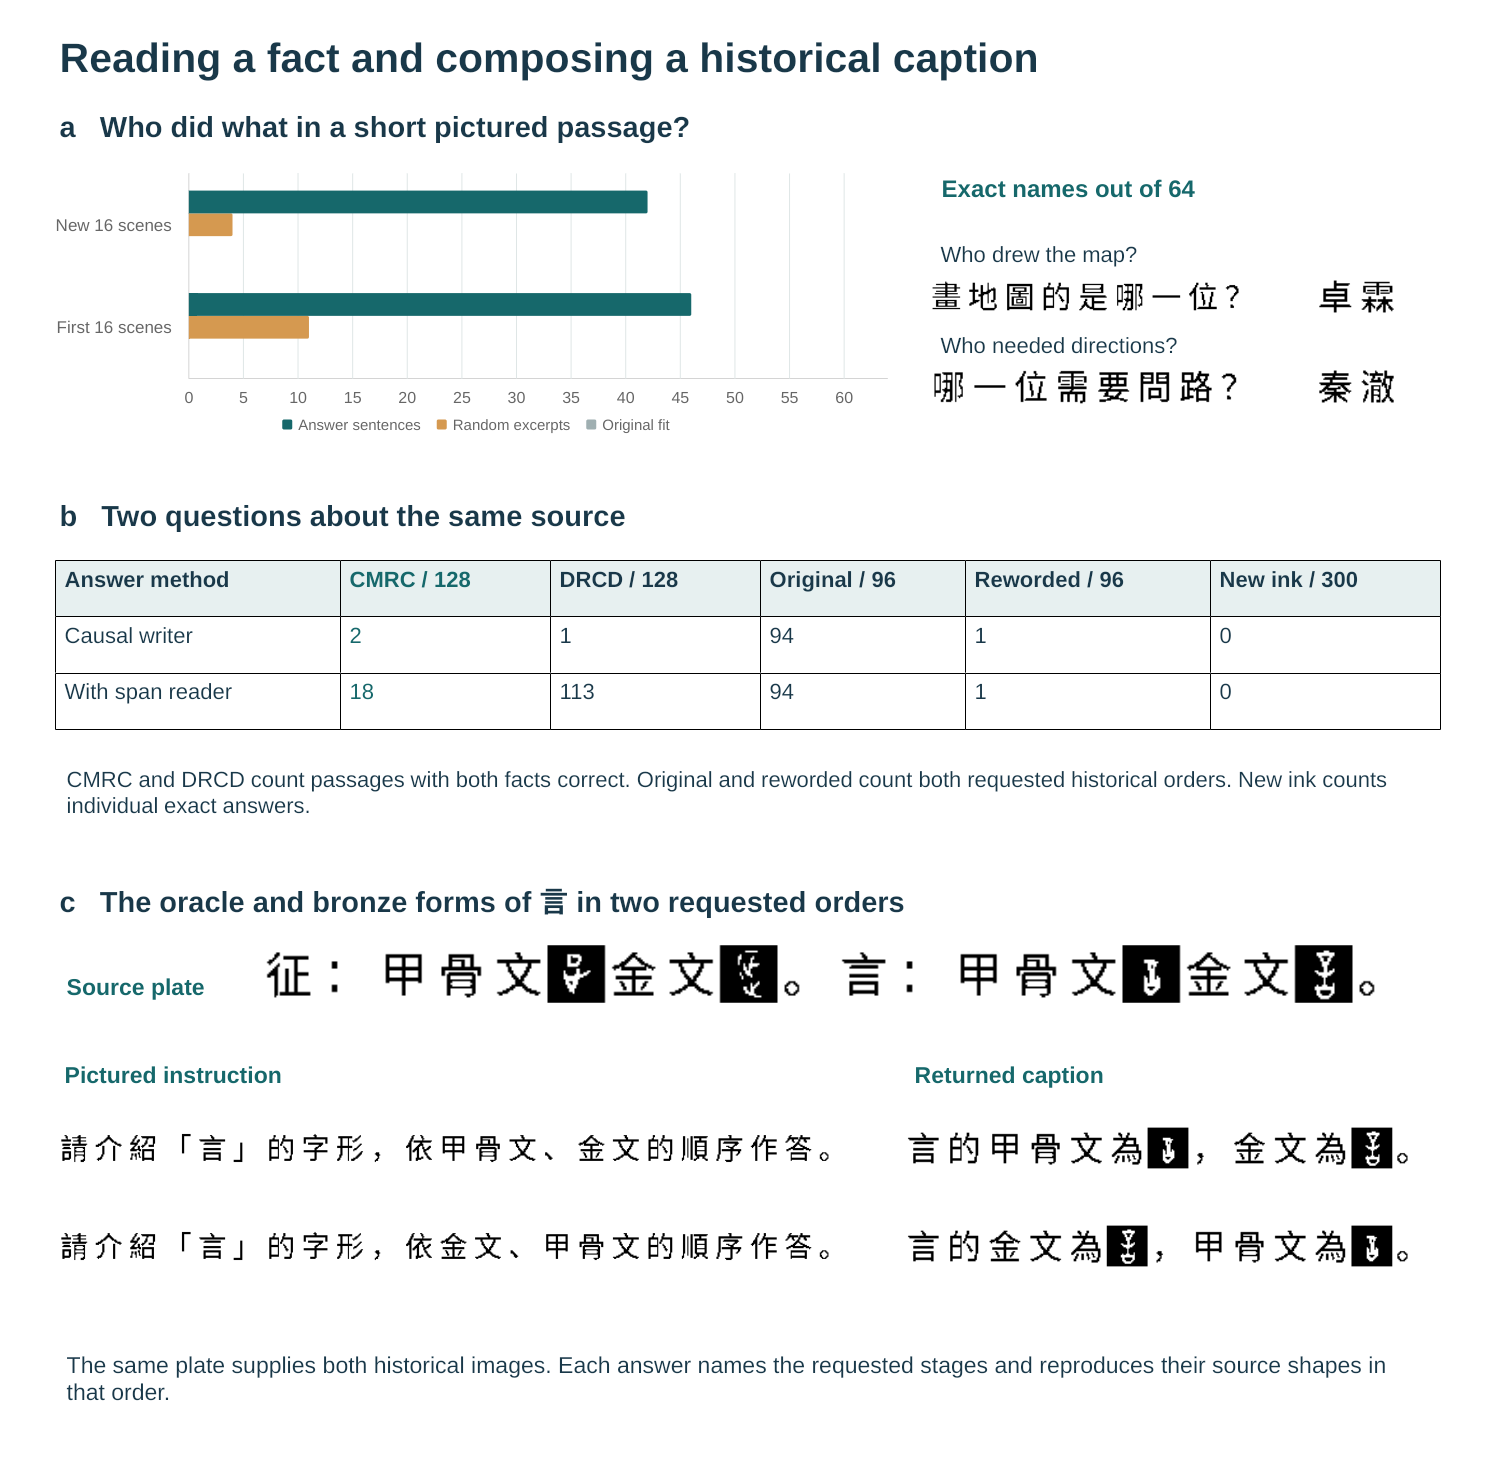 Reading a fact and composing a historical caption
a Who did what in a short pictured passage?
New 16 scenes
First 16 scenes
0 5 10 15 20 25 30 35 40 45 50 55 60
Answer sentences Random excerpts Original fit
Exact names out of 64
Who drew the map?
畫地圖的是哪一位? 卓霖
Who needed directions?
哪一位需要問路? 秦澈
b Two questions about the same source
Answer method CMRC / 128 DRCD / 128 Original / 96 Reworded / 96 New ink / 300
Causal writer 2 1 94 1 0
With span reader 18 113 94 1 0
CMRC and DRCD count passages with both facts correct. Original and reworded count both requested historical orders. New ink counts
individual exact answers.
c The oracle and bronze forms of 言 in two requested orders
Source plate 征: 甲骨文金文。言: 甲骨文金文。
Pictured instruction Returned caption
請介紹「言」的字形,依甲骨文、金文的順序作答。 言的甲骨文為,金文為。
請介紹「言」的字形,依金文、甲骨文的順序作答。 言的金文為,甲骨文為。
The same plate supplies both historical images. Each answer names the requested stages and reproduces their source shapes in
that order.